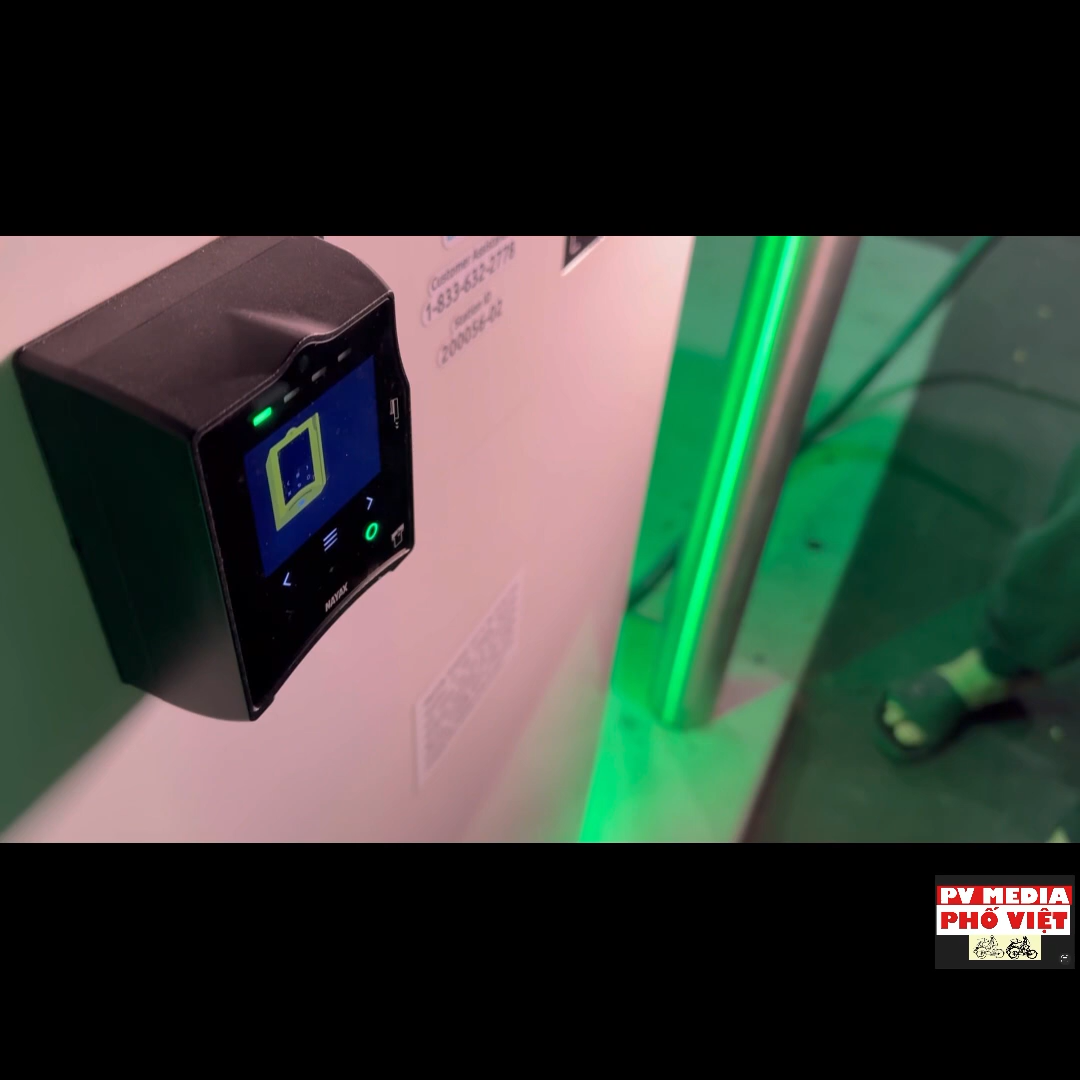 Customer Assistance
1-833-632-2778
Station ID
200056-02
NAYAX
PV MEDIA
PHỐ VIỆT